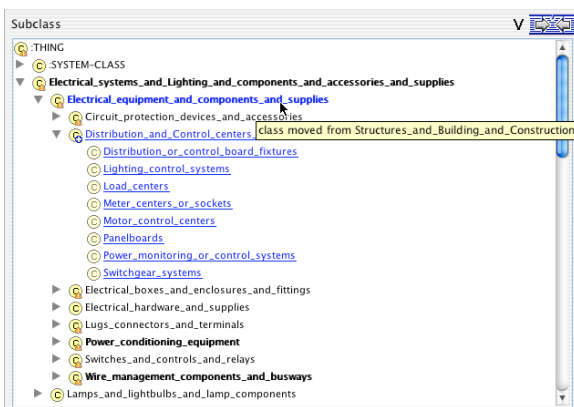 Subclass V
:THING
C :SYSTEM-CLASS
C Electrical_systems_and_Lighting_and_components_and_accessories_and_supplies
C Electrical_equipment_and_components_and_supplies
C Circuit_protection_devices_and_accessories
C Distribution_and_Control_centers_
class moved from Structures_and_Building_and_Construction
C Distribution_or_control_board_fixtures
C Lighting_control_systems
C Load_centers
C Meter_centers_or_sockets
C Motor_control_centers
C Panelboards
C Power_monitoring_or_control_systems
C Switchgear_systems
C Electrical_boxes_and_enclosures_and_fittings
C Electrical_hardware_and_supplies
C Lugs_connectors_and_terminals
C Power_conditioning_equipment
C Switches_and_controls_and_relays
C Wire_management_components_and_busways
C Lamps_and_lightbulbs_and_lamp_components